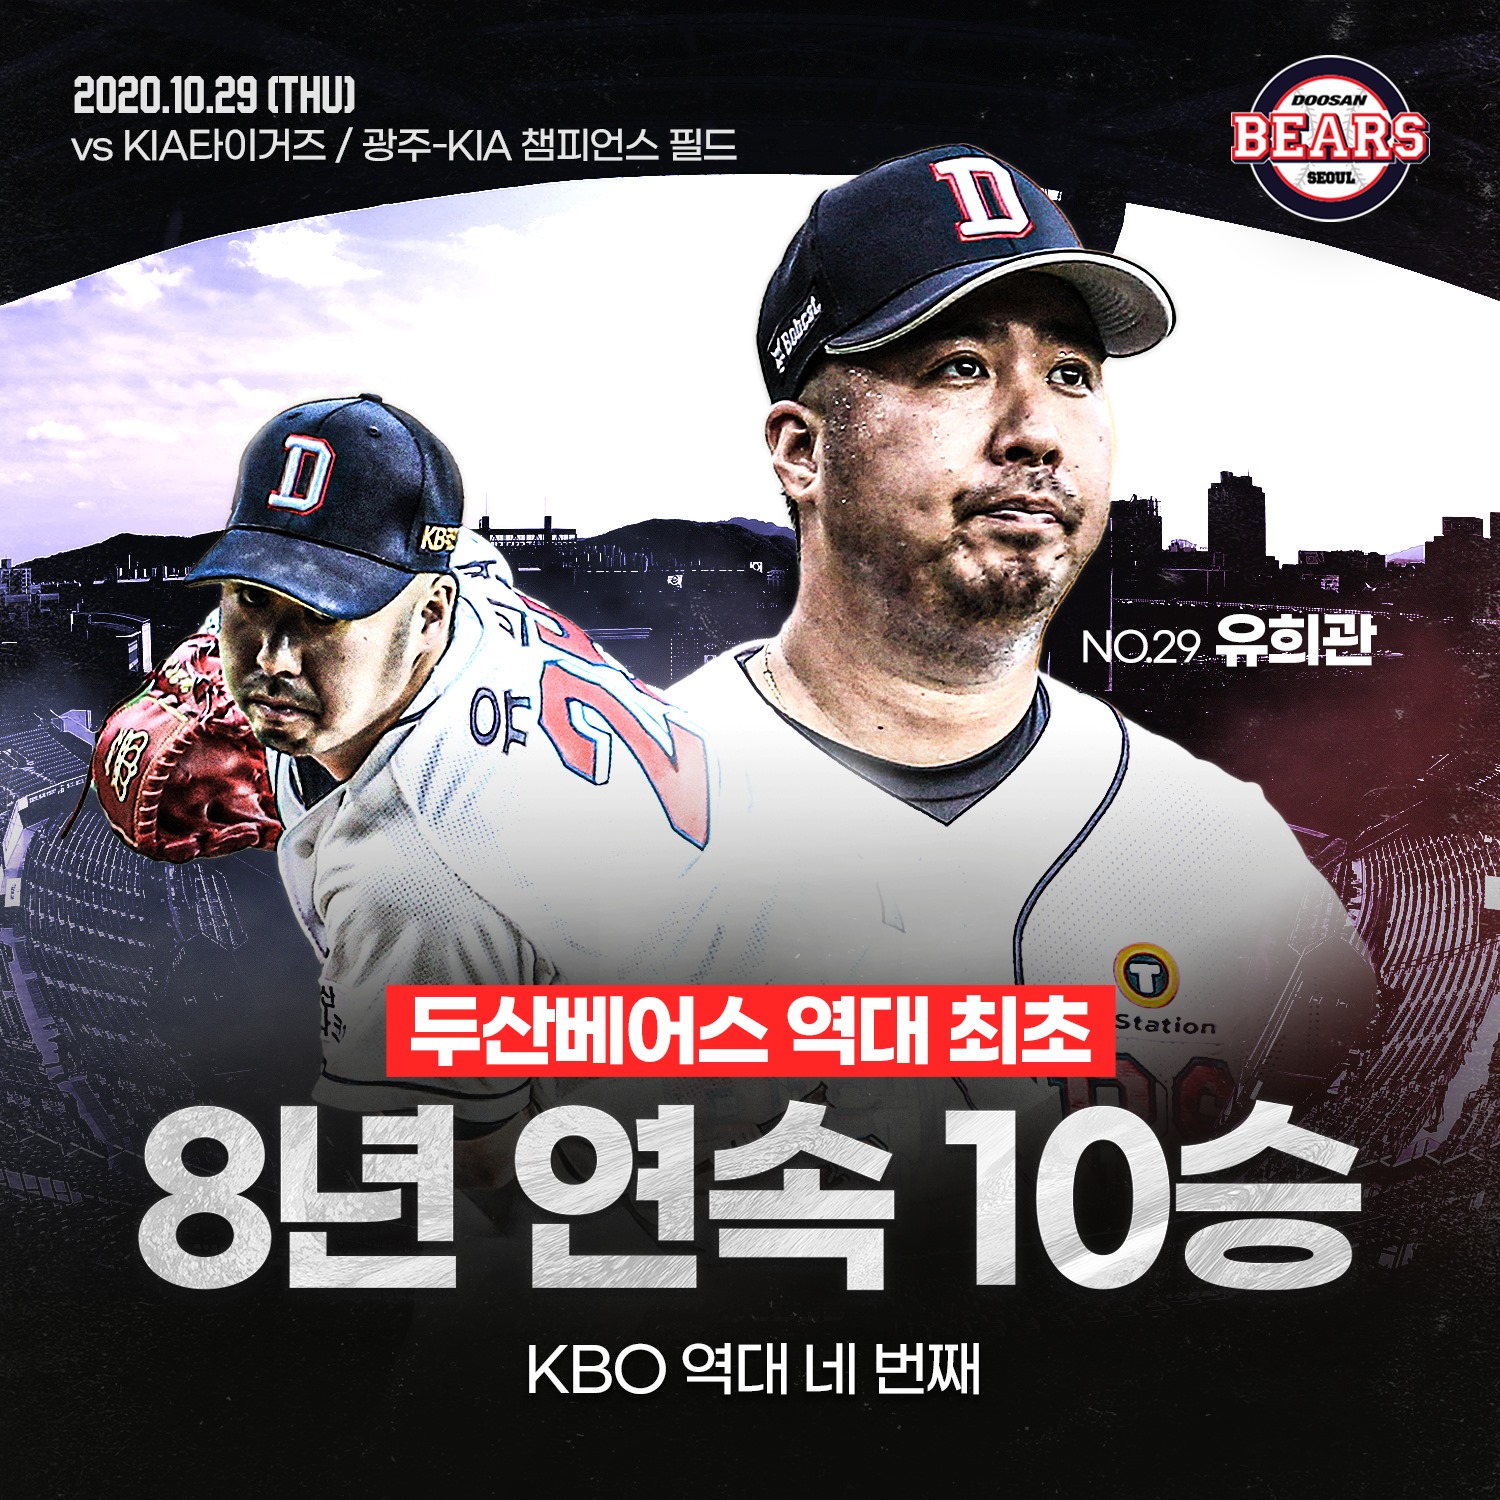 2020.10.29 (THU)
vs KIA타이거즈 / 광주-KIA 챔피언스 필드
DOOSAN
BEARS
SEOUL
D
Bobcat
D
NO.29 유희관
T
Station
두산베어스 역대 최초
8년 연속 10승
KBO 역대 네 번째